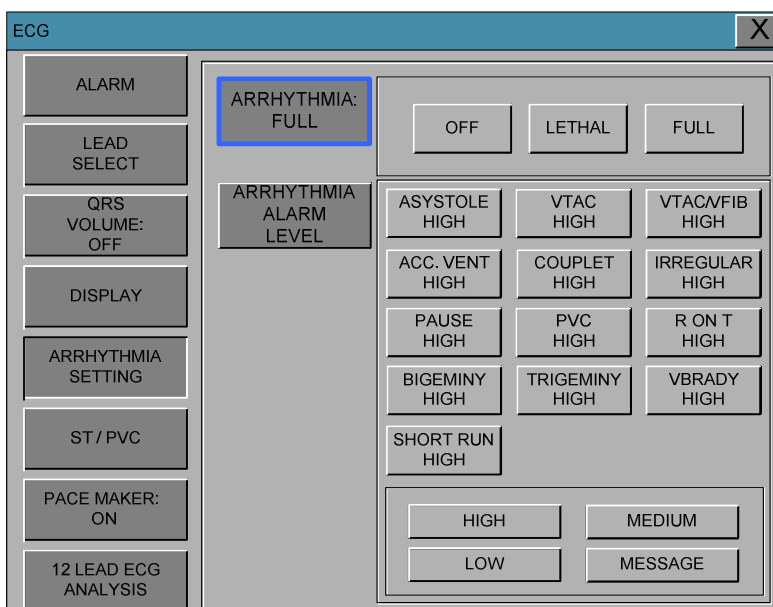 ECG
X
ALARM
LEAD
SELECT
QRS
VOLUME:
OFF
DISPLAY
ARRHYTHMIA
SETTING
ST / PVC
PACE MAKER:
ON
12 LEAD ECG
ANALYSIS
ARRHYTHMIA:
FULL
OFF
LETHAL
FULL
ARRHYTHMIA
ALARM
LEVEL
ASYSTOLE
HIGH
VTAC
HIGH
VTAC/VFIB
HIGH
ACC. VENT
HIGH
COUPLET
HIGH
IRREGULAR
HIGH
PAUSE
HIGH
PVC
HIGH
R ON T
HIGH
BIGEMINY
HIGH
TRIGEMINY
HIGH
VBRADY
HIGH
SHORT RUN
HIGH
HIGH
MEDIUM
LOW
MESSAGE